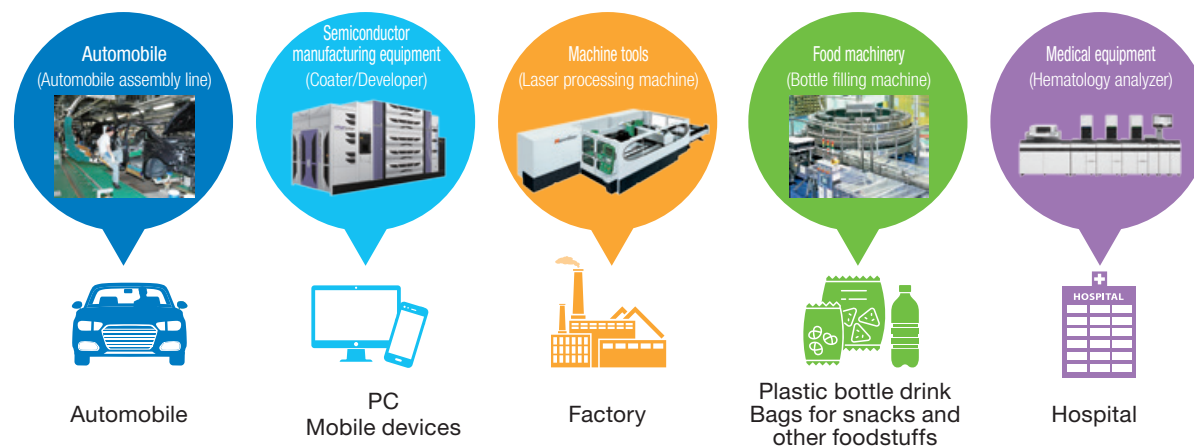 Automobile
(Automobile assembly line)
Semiconductor
manufacturing equipment
(Coater/Developer)
Machine tools
(Laser processing machine)
Food machinery
(Bottle filling machine)
Medical equipment
(Hematology analyzer)
HOSPITAL
Automobile
PC
Mobile devices
Factory
Plastic bottle drink
Bags for snacks and
other foodstuffs
Hospital